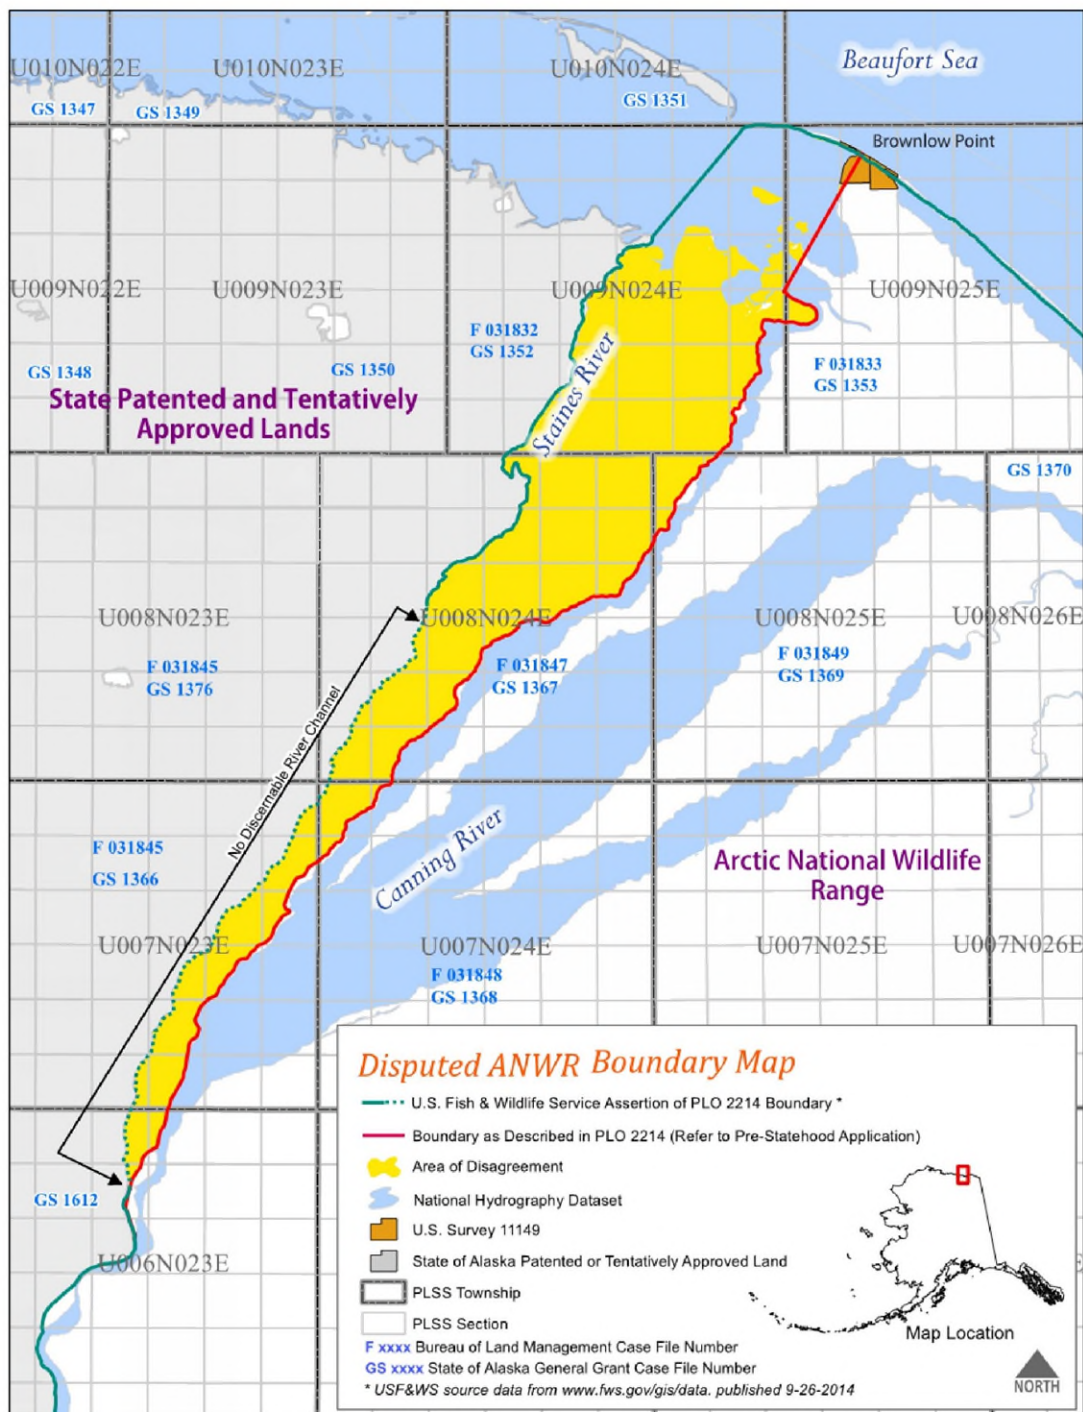 Beaufort Sea
U010N022E
U010N023E
U010N024E
GS 1347
GS 1349
GS 1351
Brownlow Point
U009N022E
U009N023E
U009N024E
U009N025E
F 031832
GS 1352
F 031833
GS 1353
GS 1348
GS 1350
State Patented and Tentatively
Approved Lands
Staines River
GS 1370
U008N023E
U008N024E
U008N025E
U008N026E
F 031845
GS 1376
F 031847
GS 1367
F 031849
GS 1369
No Discernable River Channel
F 031845
GS 1366
Canning River
Arctic National Wildlife
Range
U007N023E
U007N024E
U007N025E
U007N026E
F 031848
GS 1368
GS 1612
U006N023E
Disputed ANWR Boundary Map
U.S. Fish & Wildlife Service Assertion of PLO 2214 Boundary *
Boundary as Described in PLO 2214 (Refer to Pre-Statehood Application)
Area of Disagreement
National Hydrography Dataset
U.S. Survey 11149
State of Alaska Patented or Tentatively Approved Land
PLSS Township
PLSS Section
F xxxx Bureau of Land Management Case File Number
GS xxxx State of Alaska General Grant Case File Number
* USF&WS source data from www.fws.gov/gis/data. published 9-26-2014
Map Location
NORTH